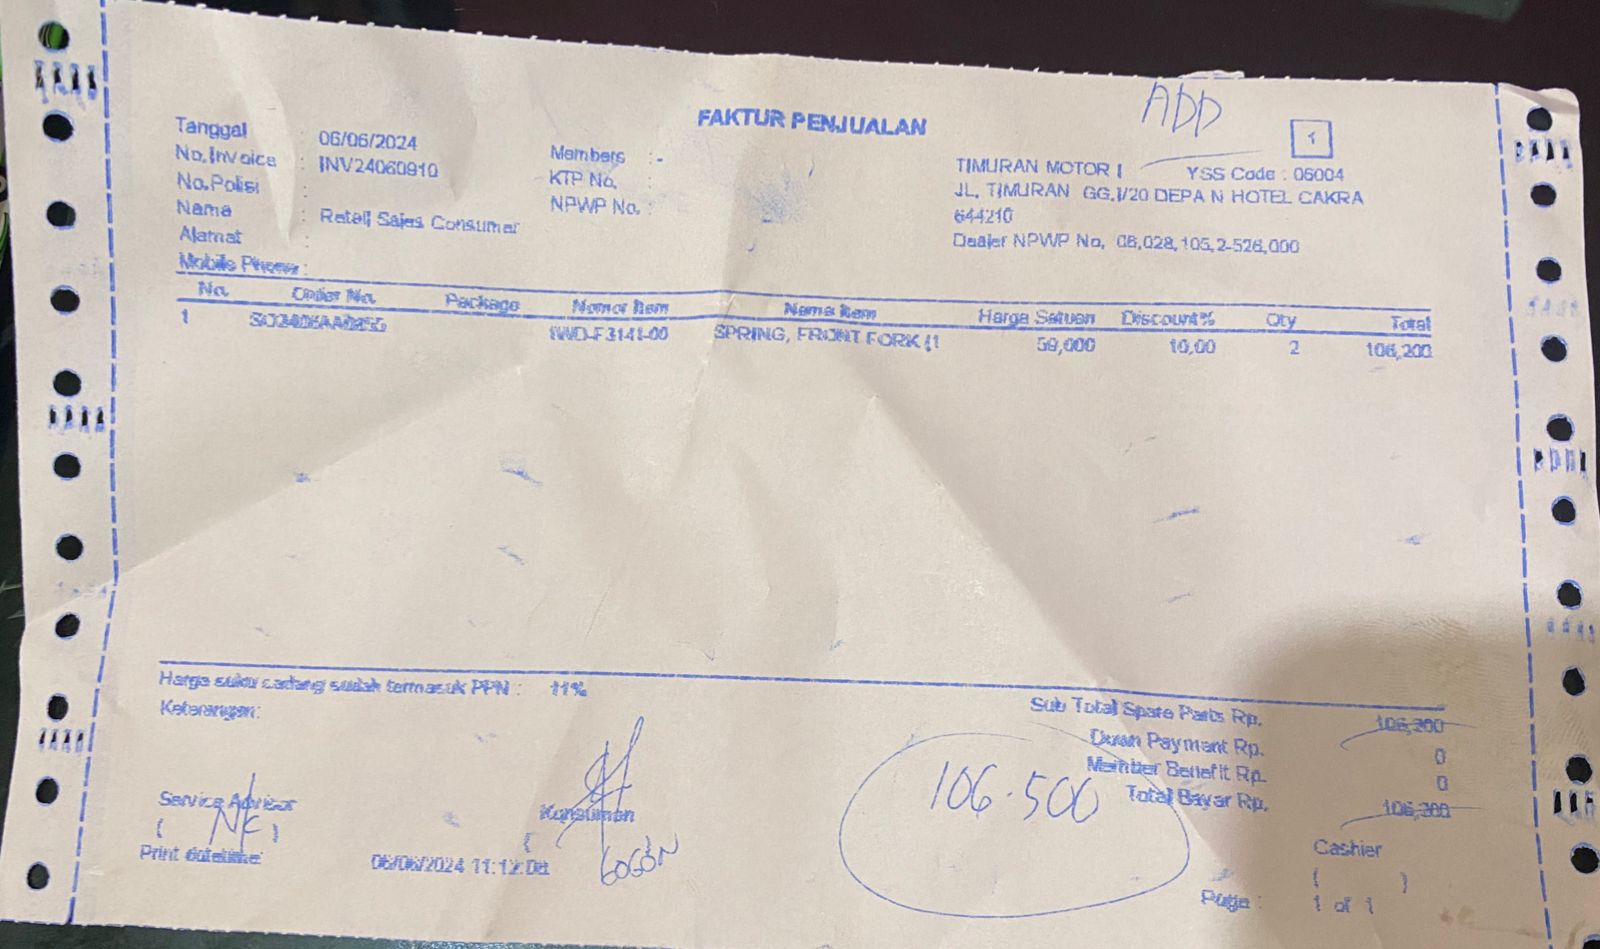 ADD
FAKTUR PENJUALAN
1
Tanggal : 06/06/2024
No.Invoice : INV24060910
No.Polisi :
Nama : Retail Sales Consumer
Alamat :
Mobile Phone :
Members : -
KTP No.
NPWP No. :
TIMURAN MOTOR I YSS Code : 06004
JL. TIMURAN GG.I/20 DEPA N HOTEL CAKRA
644210
Dealer NPWP No. 06,028,105,2-526,000
No. Order No. Package Nomor Item Nama Item Harga Satuan Discount% Qty Total
1 1WD-F3141-00 SPRING, FRONT FORK (1 59,000 10,00 2 106,200
Harga suku cadang sudah termasuk PPN : 11%
Keterangan:
Sub Total Spare Parts Rp. 106,200
Down Payment Rp. 0
Member Benefit Rp. 0
Total Bayar Rp. 106,200
106.500
Service Advisor Konsumen Cashier
( ) ( ( )
GOGON
Print datetime: 06/06/2024 11:12:
Page : 1 of 1